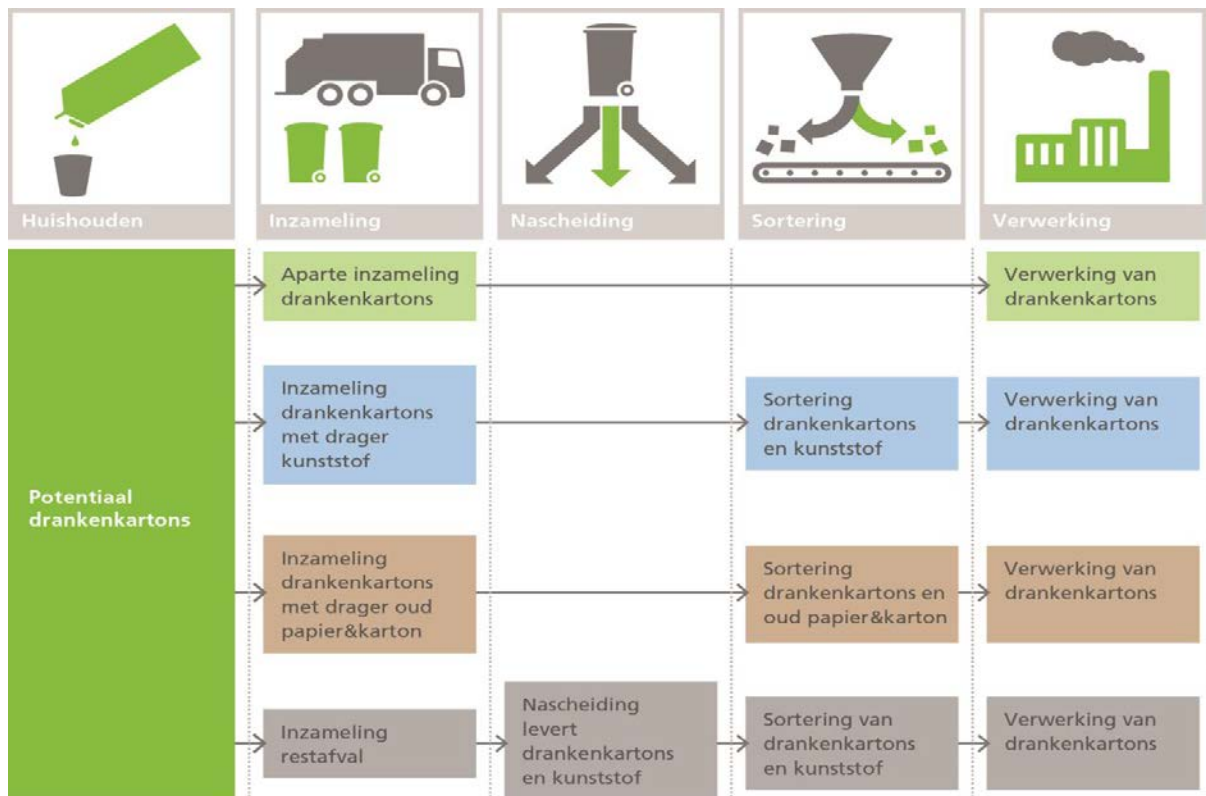 Huishouden
Inzameling
Nascheiding
Sortering
Verwerking
Potentiaal
drankenkartons
Aparte inzameling
drankenkartons
Verwerking van
drankenkartons
Inzameling
drankenkartons
met drager
kunststof
Sortering
drankenkartons
en kunststof
Verwerking van
drankenkartons
Inzameling
drankenkartons
met drager oud
papier&karton
Sortering
drankenkartons en
oud papier&karton
Verwerking van
drankenkartons
Inzameling
restafval
Nascheiding
levert
drankenkartons
en kunststof
Sortering van
drankenkartons
en kunststof
Verwerking van
drankenkartons